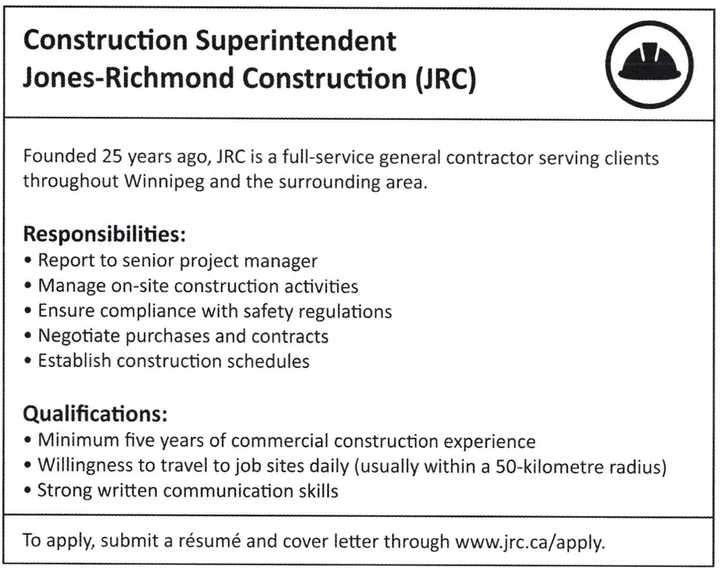 Construction Superintendent
Jones-Richmond Construction (JRC)
Founded 25 years ago, JRC is a full-service general contractor serving clients
throughout Winnipeg and the surrounding area.
Responsibilities:
• Report to senior project manager
• Manage on-site construction activities
• Ensure compliance with safety regulations
• Negotiate purchases and contracts
• Establish construction schedules
Qualifications:
• Minimum five years of commercial construction experience
• Willingness to travel to job sites daily (usually within a 50-kilometre radius)
• Strong written communication skills
To apply, submit a résumé and cover letter through www.jrc.ca/apply.